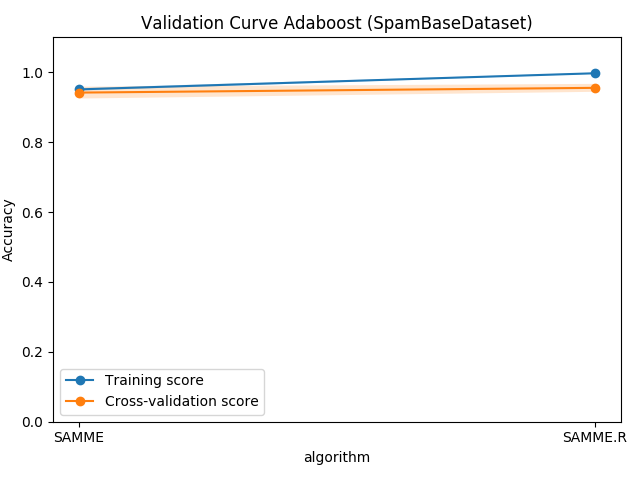 Validation Curve Adaboost (SpamBaseDataset)
1.0
0.8
0.6
0.4
0.2
0.0
Accuracy
Training score
Cross-validation score
SAMME
SAMME.R
algorithm